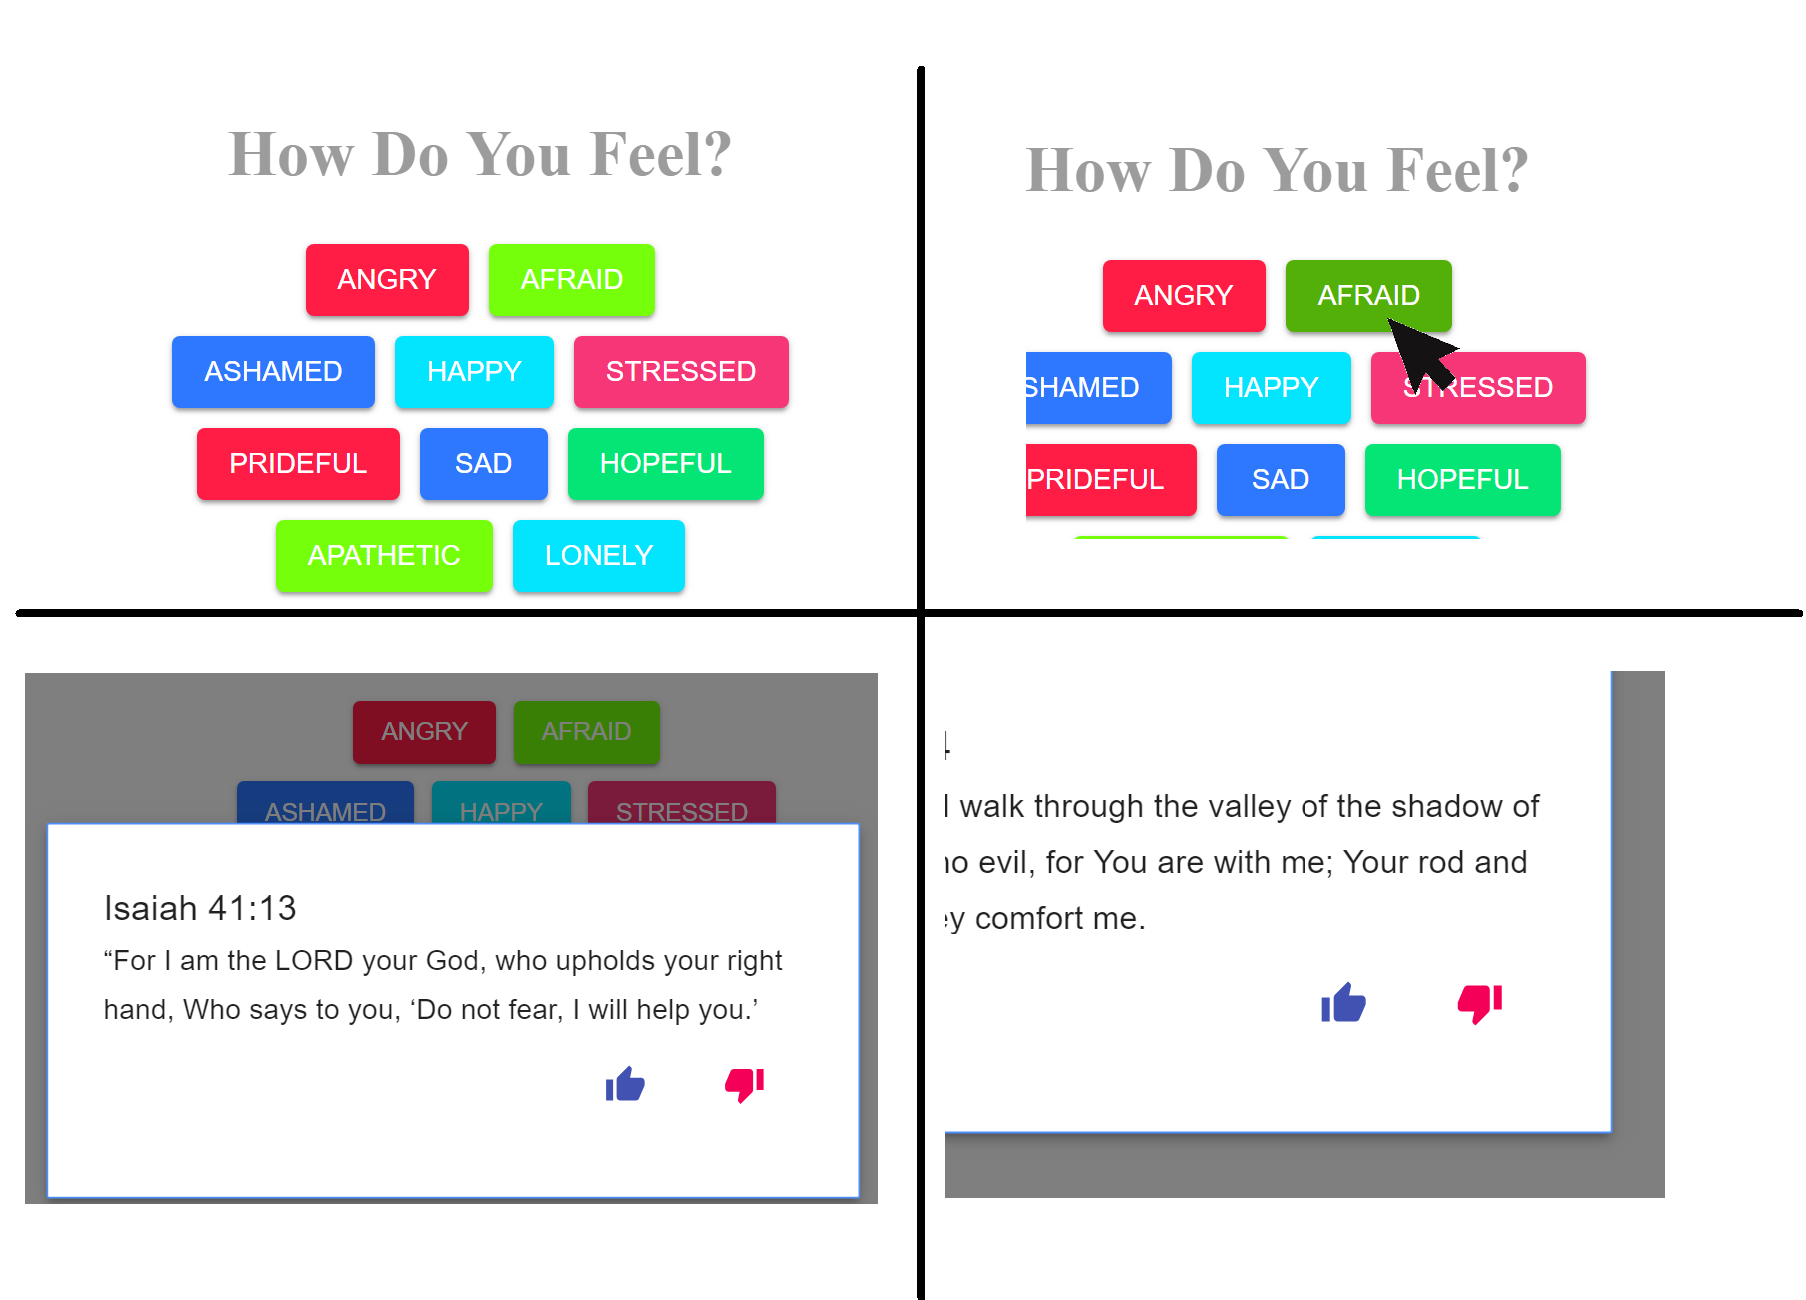 How Do You Feel?
ANGRY AFRAID
ASHAMED HAPPY STRESSED
PRIDEFUL SAD HOPEFUL
APATHETIC LONELY
How Do You Feel?
ANGRY AFRAID
SHAMED HAPPY STRESSED
PRIDEFUL SAD HOPEFUL
ANGRY AFRAID
ASHAMED HAPPY STRESSED
Isaiah 41:13
“For I am the LORD your God, who upholds your right
hand, Who says to you, ‘Do not fear, I will help you.’
I walk through the valley of the shadow of
no evil, for You are with me; Your rod and
comfort me.